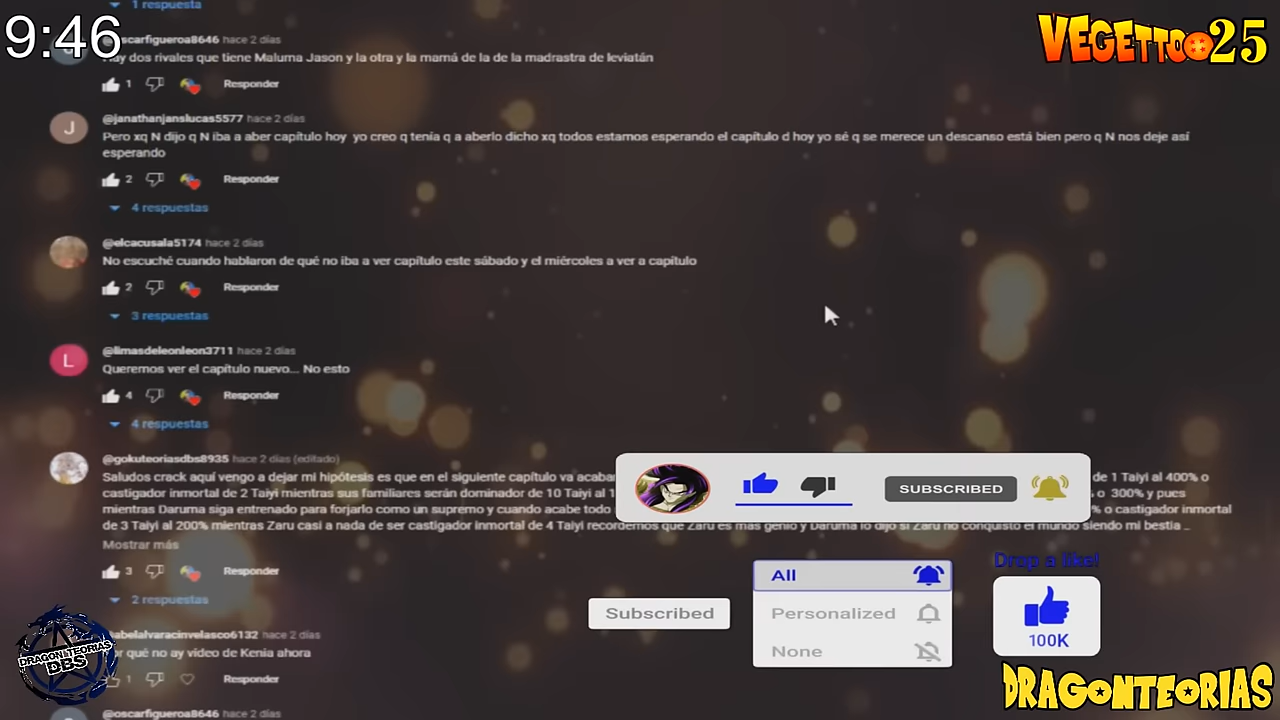 1 respuesta
9:46
VEGETTO 25
oscarfigueroa8646 hace 2 días
Hay dos rivales que tiene Maluma Jason y la otra y la mamá de la de la madrastra de leviatán
1 Responder
J
@janathanjanslucas5577 hace 2 días
Pero xq N dijo q N iba a aber capítulo hoy yo creo q tenía q a aberlo dicho xq todos estamos esperando el capítulo d hoy yo sé q se merece un descanso está bien pero q N nos deje así
esperando
2 Responder
4 respuestas
@elcacusala5174 hace 2 días
No escuché cuando hablaron de qué no iba a ver capítulo este sábado y el miércoles a ver a capítulo
2 Responder
3 respuestas
L
@limasdeleonleon3711 hace 2 días
Queremos ver el capítulo nuevo... No esto
4 Responder
4 respuestas
@gokuteoriasdbs8935 hace 2 días (editado)
Saludos crack aquí vengo a dejar mi hipótesis es que en el siguiente capítulo va acabar de 1 Taiyi al 400% o
castigador inmortal de 2 Taiyi mientras sus familiares serán dominador de 10 Taiyi al 1 o 300% y pues
mientras Daruma siga entrenado para forjarlo como un supremo y cuando acabe todo % o castigador inmortal
de 3 Taiyi al 200% mientras Zaru casi a nada de ser castigador inmortal de 4 Taiyi recordemos que Zaru es más genio y Daruma lo dijo si Zaru no conquisto el mundo siendo mi bestia ..
SUBSCRIBED
Mostrar más
3 Responder
2 respuestas
Drop a like!
All
Personalized
None
Subscribed
100K
abelalvaracinvelasco6132 hace 2 días
or qué no ay vídeo de Kenia ahora
1 Responder
DRAGONTEORIAS
DBS
DRAGONTEORIAS
@oscarfigueroa8646 hace 2 días